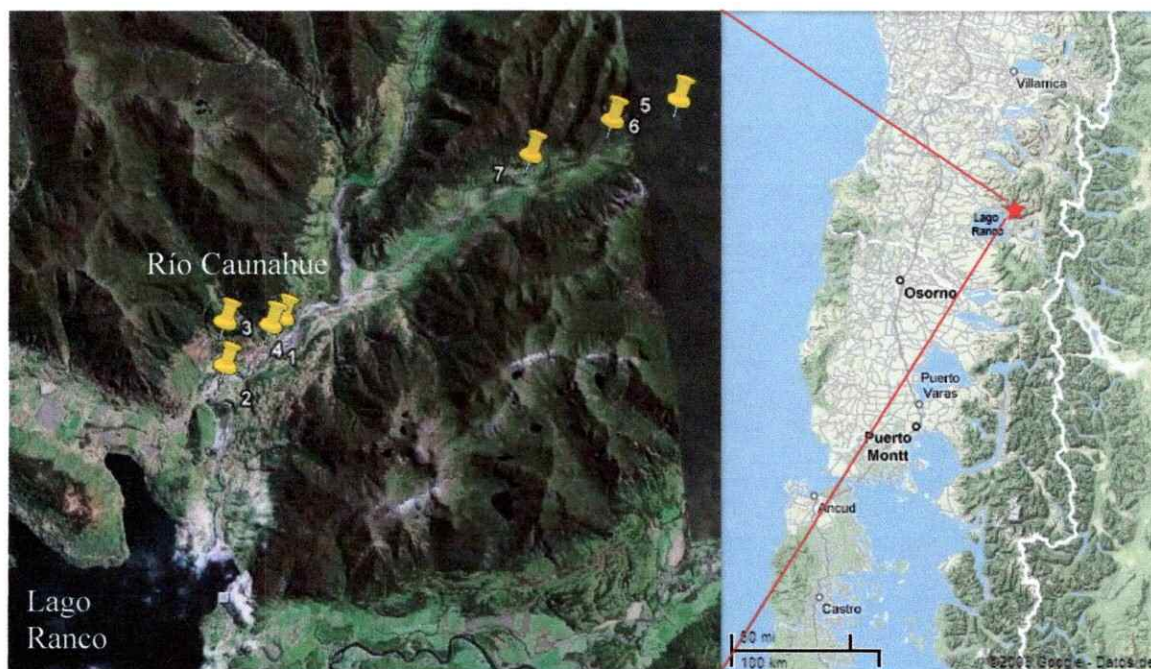 5
6
7
Río Caunahue
3
4
1
2
Lago
Ranco
Villarrica
Lago
Ranco
Osorno
Puerto
Varas
Puerto
Montt
Ancud
Castro
mi
100 km